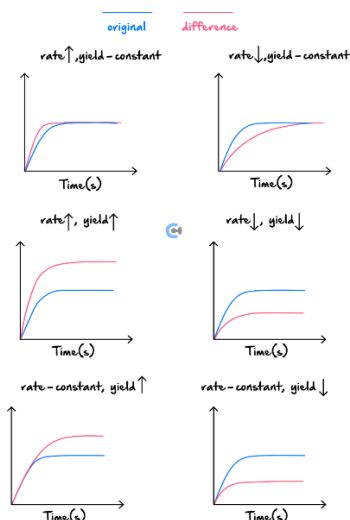 original difference
rate↑,yield-constant rate↓,yield-constant
Time(s) Time(s)
rate↑, yield↑ rate↓, yield↓
Time(s) Time(s)
rate-constant, yield↑ rate-constant, yield↓
Time(s) Time(s)